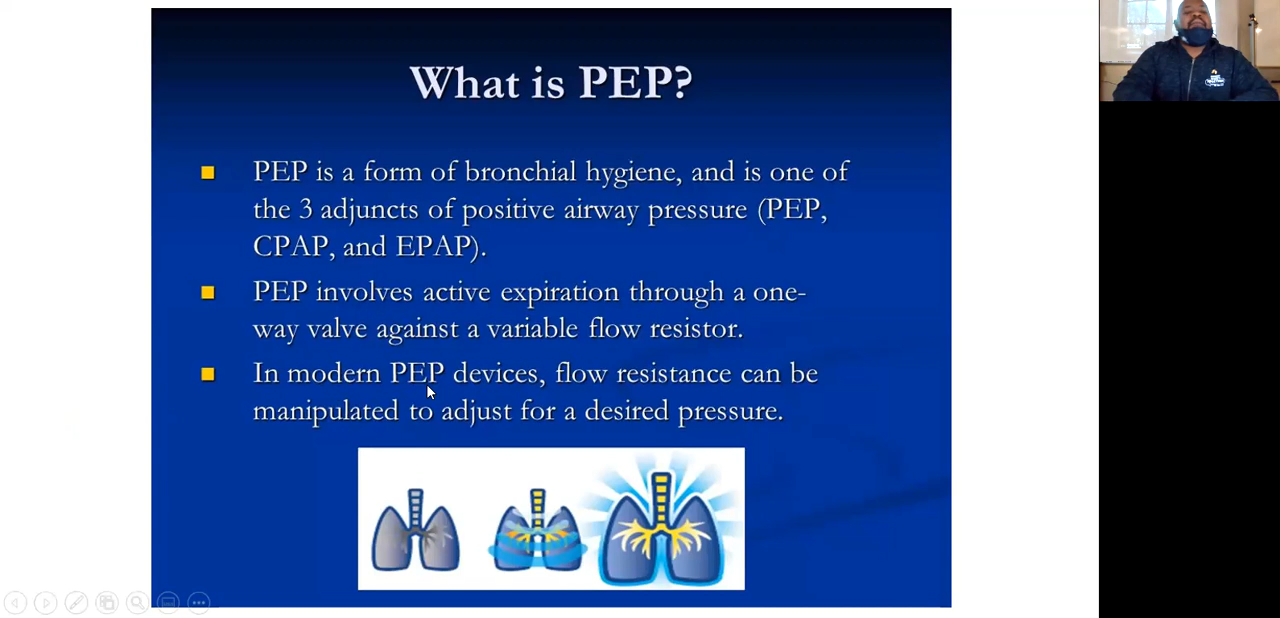 What is PEP?
PEP is a form of bronchial hygiene, and is one of
the 3 adjuncts of positive airway pressure (PEP,
CPAP, and EPAP).
PEP involves active expiration through a one-
way valve against a variable flow resistor.
In modern PEP devices, flow resistance can be
manipulated to adjust for a desired pressure.